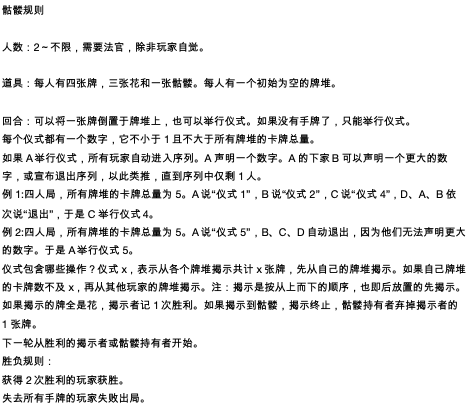 骷髅规则
人数：2～不限，需要法官，除非玩家自觉。
道具：每人有四张牌，三张花和一张骷髅。每人有一个初始为空的牌堆。
回合：可以将一张牌倒置于牌堆上，也可以举行仪式。如果没有手牌了，只能举行仪式。
每个仪式都有一个数字，它不小于 1 且不大于所有牌堆的卡牌总量。
如果 A 举行仪式，所有玩家自动进入序列。A 声明一个数字。A 的下家 B 可以声明一个更大的数
字，或宣布退出序列，以此类推，直到序列中仅剩 1 人。
例 1:四人局，所有牌堆的卡牌总量为 5。A 说“仪式 1”，B 说“仪式 2”，C 说“仪式 4”，D、A、B 依
次说“退出”，于是 C 举行仪式 4。
例 2:四人局，所有牌堆的卡牌总量为 5。A 说“仪式 5”，B、C、D 自动退出，因为他们无法声明更大
的数字。于是 A 举行仪式 5。
仪式包含哪些操作？仪式 x，表示从各个牌堆揭示共计 x 张牌，先从自己的牌堆揭示。如果自己牌堆
的卡牌数不及 x，再从其他玩家的牌堆揭示。注：揭示是按从上而下的顺序，也即后放置的先揭示。
如果揭示的牌全是花，揭示者记 1 次胜利。如果揭示到骷髅，揭示终止，骷髅持有者弃掉揭示者的
1 张牌。
下一轮从胜利的揭示者或骷髅持有者开始。
胜负规则：
获得 2 次胜利的玩家获胜。
失去所有手牌的玩家失败出局。